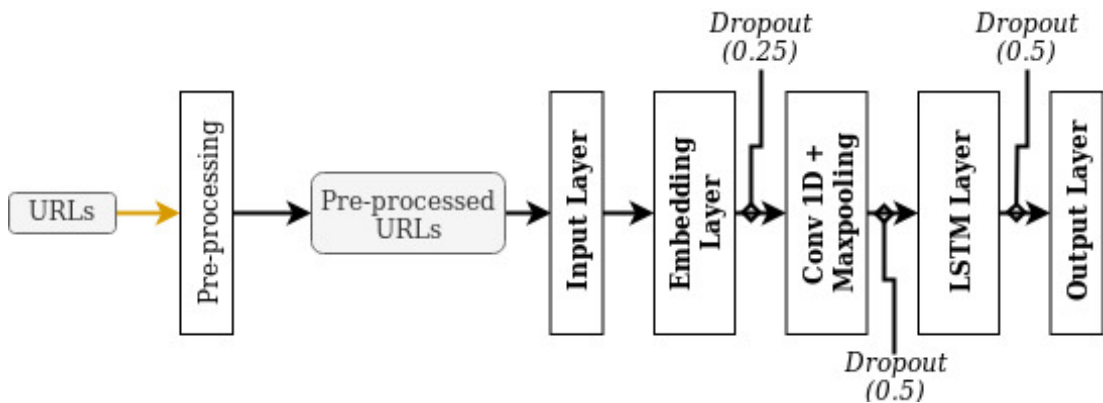 URLs
Pre-processing
Pre-processed
URLs
Input Layer
Embedding
Layer
Dropout
(0.25)
Conv 1D +
Maxpooling
Dropout
(0.5)
LSTM Layer
Dropout
(0.5)
Output Layer